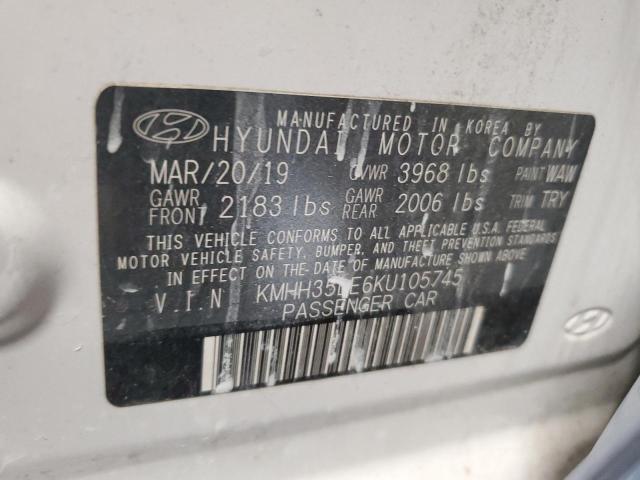 MANUFACTURED IN KOREA BY
HYUNDAI MOTOR COMPANY
MAR/20/19 GVWR 3968 lbs PAINT WAW
GAWR FRONT 2183 lbs GAWR REAR 2006 lbs TRIM TRY
THIS VEHICLE CONFORMS TO ALL APPLICABLE U.S.A. FEDERAL
MOTOR VEHICLE SAFETY, BUMPER, AND THEFT PREVENTION STANDARDS
IN EFFECT ON THE DATE OF MANUFACTURE SHOWN ABOVE.
V.I.N
PASSENGER CAR